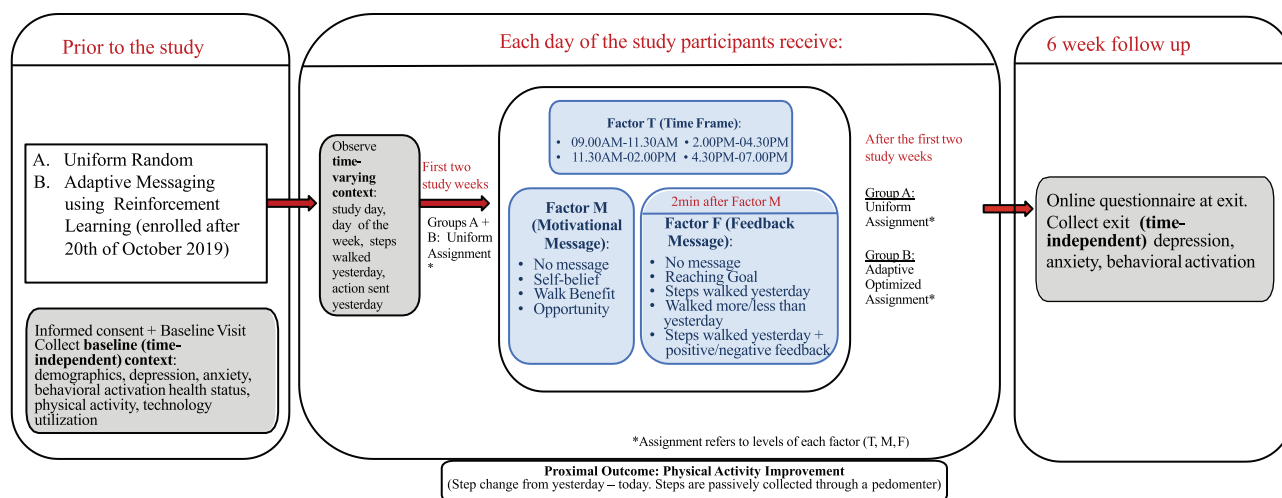 Prior to the study
A. Uniform Random
B. Adaptive Messaging
using Reinforcement
Learning (enrolled after
20th of October 2019)
Informed consent + Baseline Visit
Collect baseline (time-
independent) context:
demographics, depression, anxiety,
behavioral activation health status,
physical activity, technology
utilization
Each day of the study participants receive:
Observe
time-
varying
context:
study day,
day of
the week,
steps
walked
yesterday,
action sent
yesterday
First two
study weeks
Groups A +
B: Uniform
Assignment
*
Factor T (Time Frame):
• 09.00AM-11.30AM • 2.00PM-04.30PM
• 11.30AM-02.00PM • 4.30PM-07.00PM
Factor M
(Motivational
Message):
• No message
• Self-belief
• Walk Benefit
• Opportunity
2min after Factor M
Factor F (Feedback
Message):
• No message
• Reaching Goal
• Steps walked yesterday
• Walked more/less than
yesterday
• Steps walked yesterday +
positive/negative feedback
After the first two
study weeks
Group A:
Uniform
Assignment*
Group B:
Adaptive
Optimized
Assignment*
*Assignment refers to levels of each factor (T, M, F)
Proximal Outcome: Physical Activity Improvement
(Step change from yesterday – today. Steps are passively collected through a pedomenter)
6 week follow up
Online questionnaire at exit.
Collect exit (time-
independent) depression,
anxiety, behavioral activation